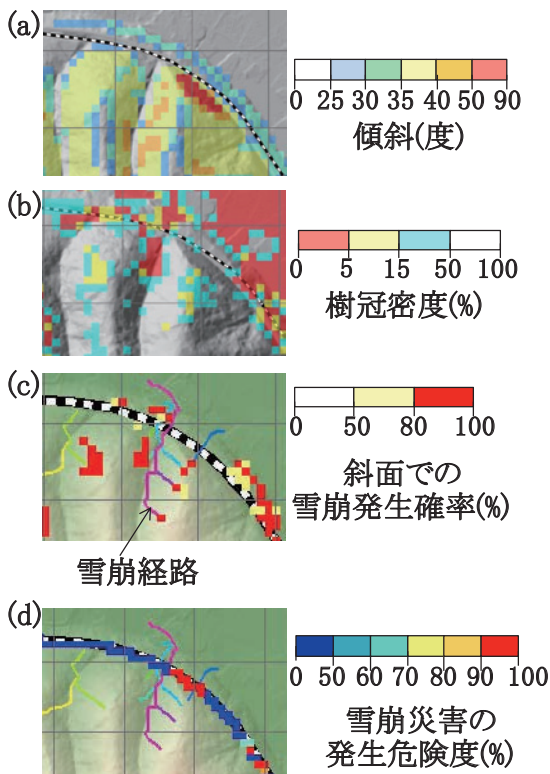 (a)
0 25 30 35 40 50 90
傾斜(度)
(b)
0 5 15 50 100
樹冠密度(%)
(c)
0 50 80 100
斜面での
雪崩発生確率(%)
雪崩経路
(d)
0 50 60 70 80 90 100
雪崩災害の
発生危険度(%)